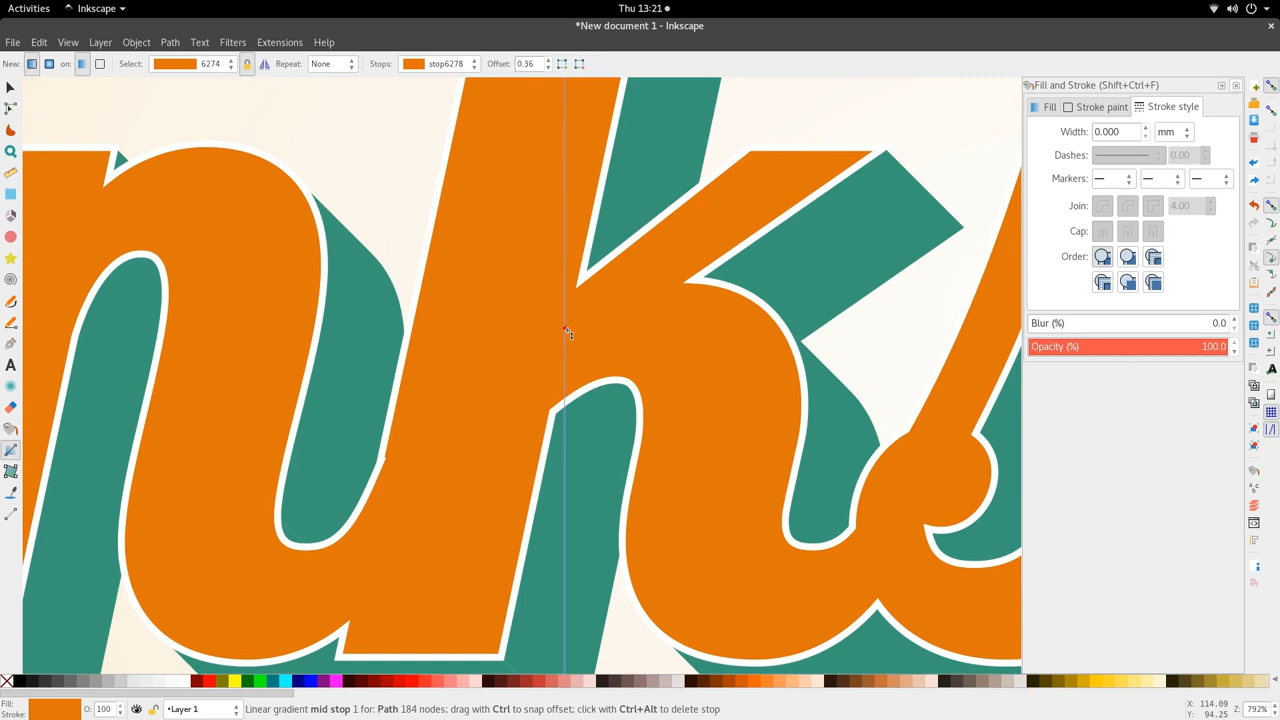 Activities Inkscape Thu 13:21
*New document 1 - Inkscape
File Edit View Layer Object Path Text Filters Extensions Help
New: on: Select: 6274 Repeat: None Stops: stop6278 Offset: 0.36
Fill and Stroke (Shift+Ctrl+F)
Fill Stroke paint Stroke style
Width: 0.000 mm
Dashes: 0.00
Markers:
Join: 4.00
Cap:
Order:
Blur (%) 0.0
Opacity (%) 100.0
nks
Fill:
Stroke:
O: 100 •Layer 1 Linear gradient mid stop 1 for: Path 184 nodes; drag with Ctrl to snap offset; click with Ctrl+Alt to delete stop
X: 114.09
Y: 94.25
Z: 792%